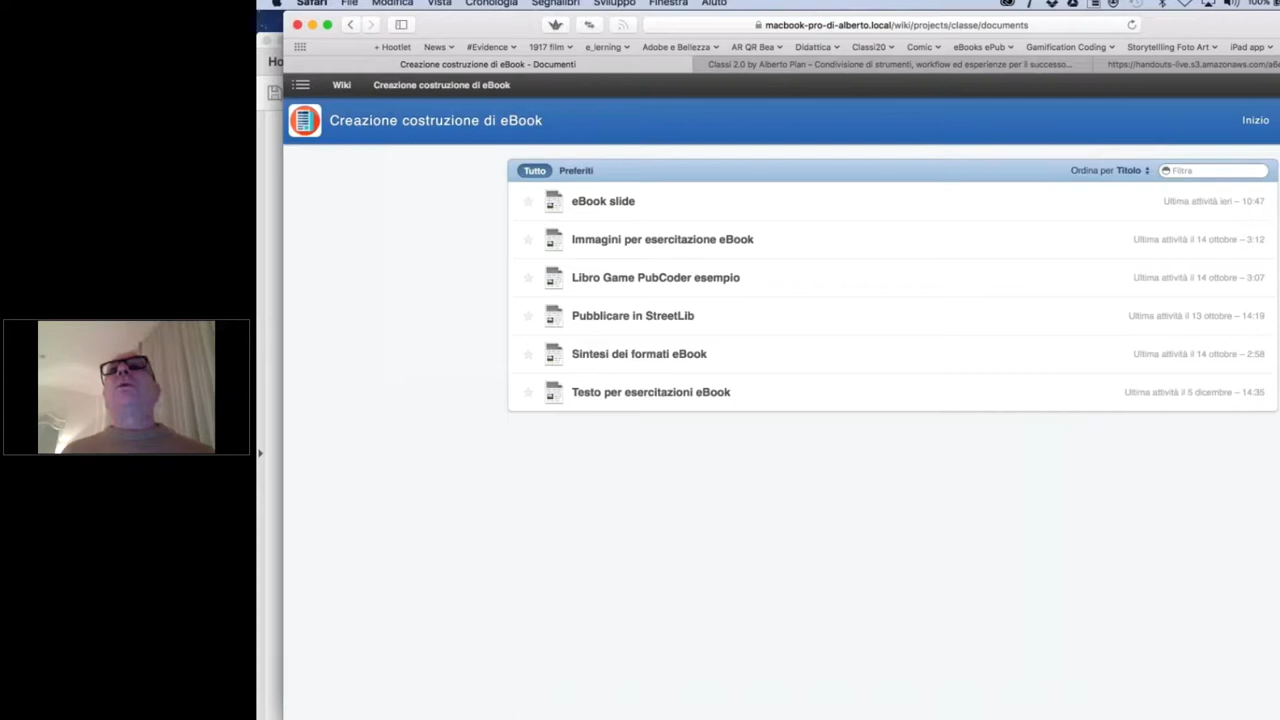 Safari File Modifica Vista Cronologia Segnalibri Sviluppo Finestra Aiuto 100%
macbook-pro-di-alberto.local/wiki/projects/classe/documents
+ Hootlet News #Evidence 1917 film e_lerning Adobe e Bellezza AR QR Bea Didattica Classi20 Comic eBooks ePub Gamification Coding Storytellling Foto Art iPad app
Creazione costruzione di eBook - Documenti Classi 2.0 by Alberto Pian – Condivisione di strumenti, workflow ed esperienze per il successo... https://handouts-live.s3.amazonaws.com/a6
Ho
Wiki Creazione costruzione di eBook
Creazione costruzione di eBook Inizio
Tutto Preferiti Ordina per Titolo Filtra
eBook slide Ultima attività ieri – 10:47
Immagini per esercitazione eBook Ultima attività il 14 ottobre – 3:12
Libro Game PubCoder esempio Ultima attività il 14 ottobre – 3:07
Pubblicare in StreetLib Ultima attività il 13 ottobre – 14:19
Sintesi dei formati eBook Ultima attività il 14 ottobre – 2:58
Testo per esercitazioni eBook Ultima attività il 5 dicembre – 14:35